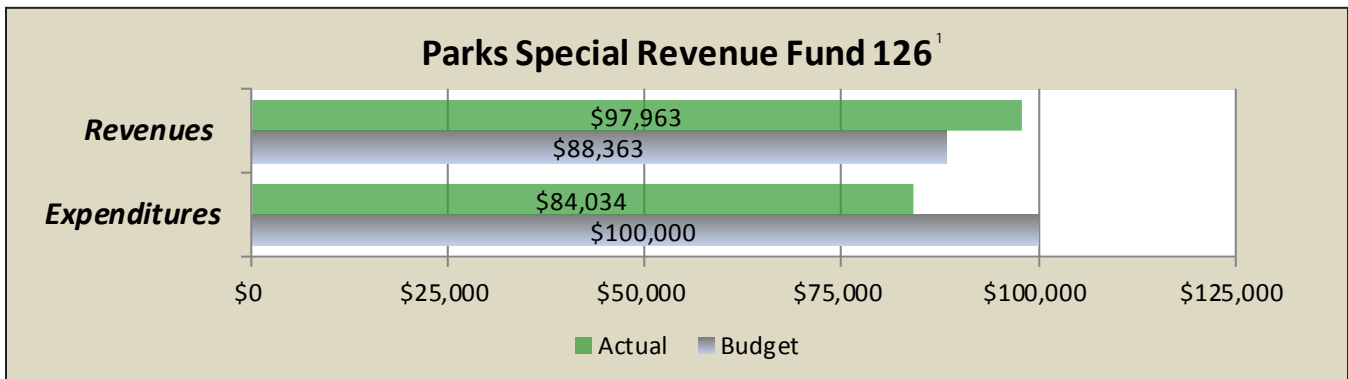 Parks Special Revenue Fund 126¹
Revenues
$97,963
$88,363
Expenditures
$84,034
$100,000
$0 $25,000 $50,000 $75,000 $100,000 $125,000
Actual Budget